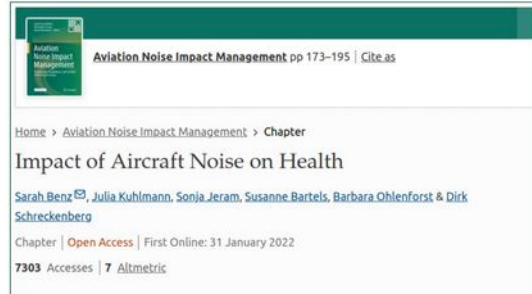 Aviation
Noise Impact
Management
Aviation Noise Impact Management pp 173–195 | Cite as
Home > Aviation Noise Impact Management > Chapter
Impact of Aircraft Noise on Health
Sarah Benz, Julia Kuhlmann, Sonja Jeram, Susanne Bartels, Barbara Ohlenforst & Dirk
Schreckenberg
Chapter | Open Access | First Online: 31 January 2022
7303 Accesses | 7 Altmetric